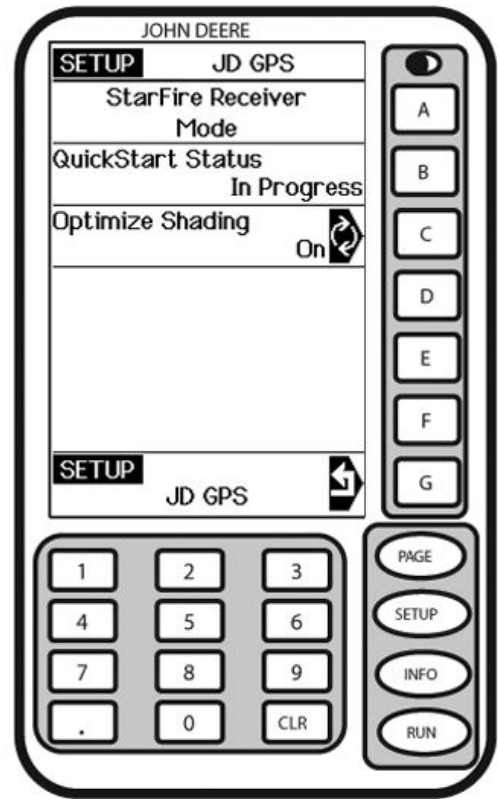 JOHN DEERE
SETUP JD GPS
StarFire Receiver
Mode
QuickStart Status
In Progress
Optimize Shading
On
SETUP
JD GPS
A
B
C
D
E
F
G
1 2 3
4 5 6
7 8 9
. 0 CLR
PAGE
SETUP
INFO
RUN